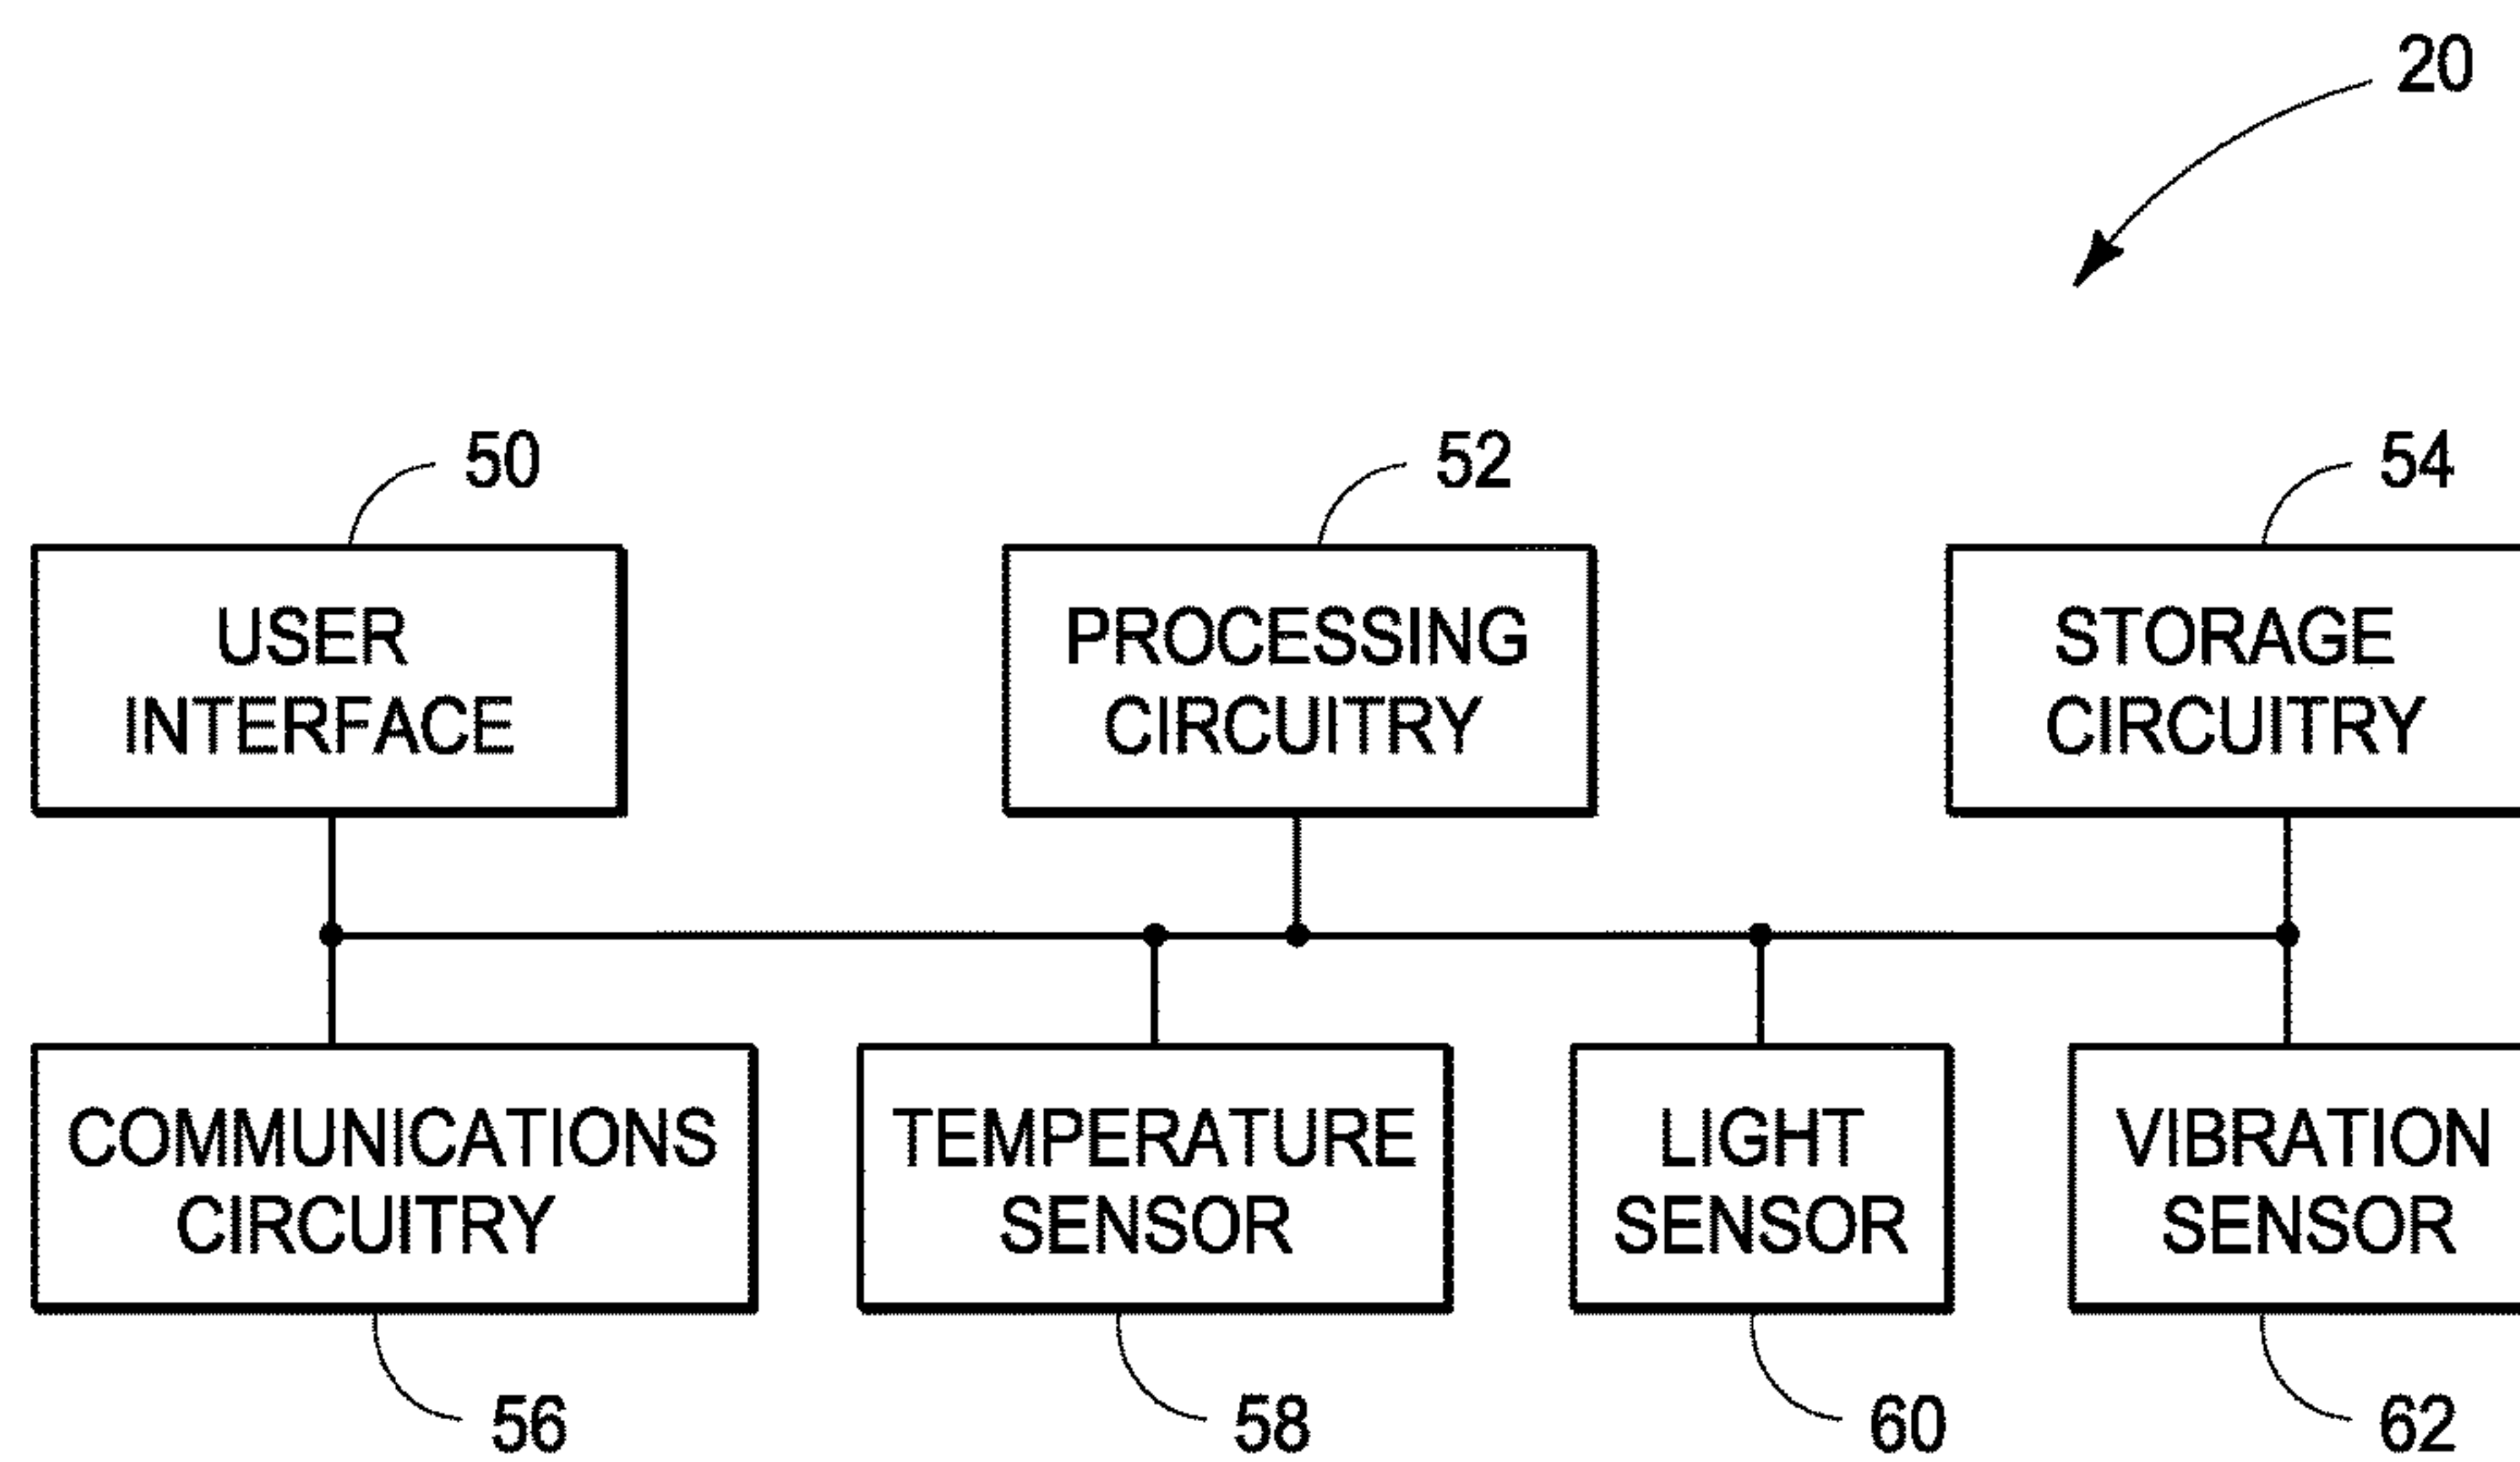 20
50
52
54
USER
INTERFACE
PROCESSING
CIRCUITRY
STORAGE
CIRCUITRY
COMMUNICATIONS
CIRCUITRY
TEMPERATURE
SENSOR
LIGHT
SENSOR
VIBRATION
SENSOR
56
58
60
62